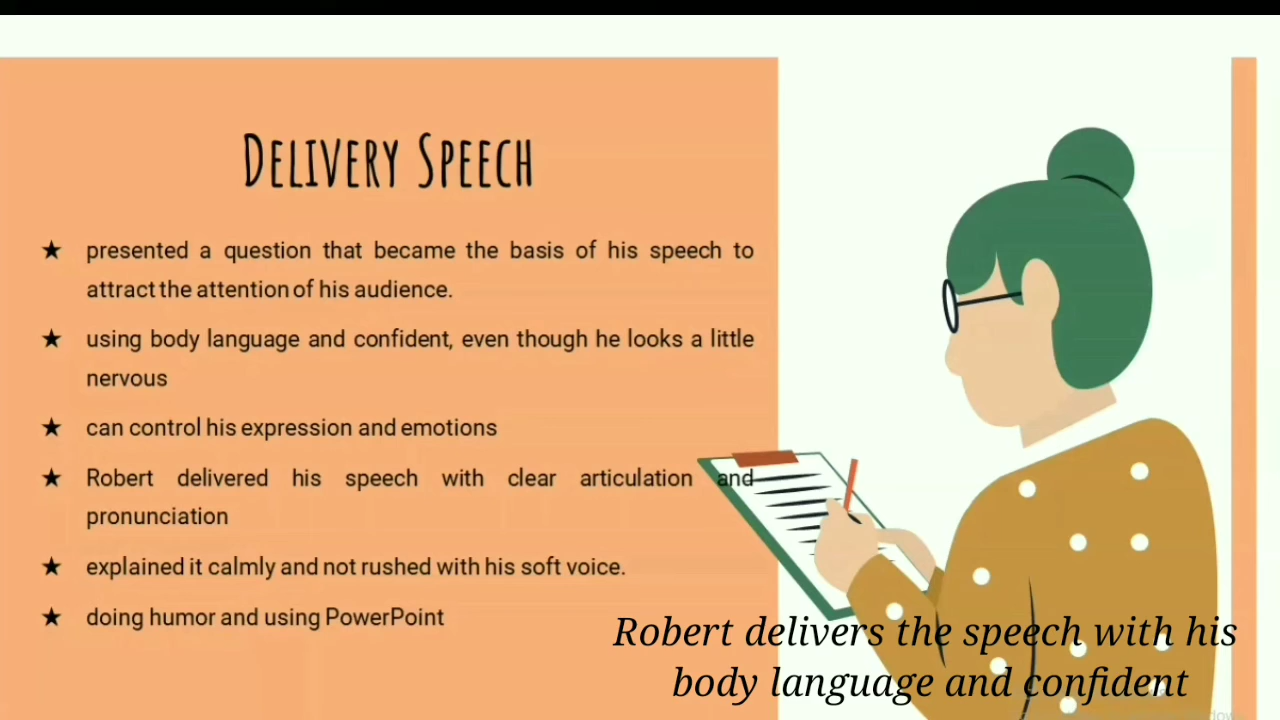 DELIVERY SPEECH
★ presented a question that became the basis of his speech to
attract the attention of his audience.
★ using body language and confident, even though he looks a little
nervous
★ can control his expression and emotions
★ Robert delivered his speech with clear articulation and
pronunciation
★ explained it calmly and not rushed with his soft voice.
★ doing humor and using PowerPoint
Robert delivers the speech with his
body language and confident